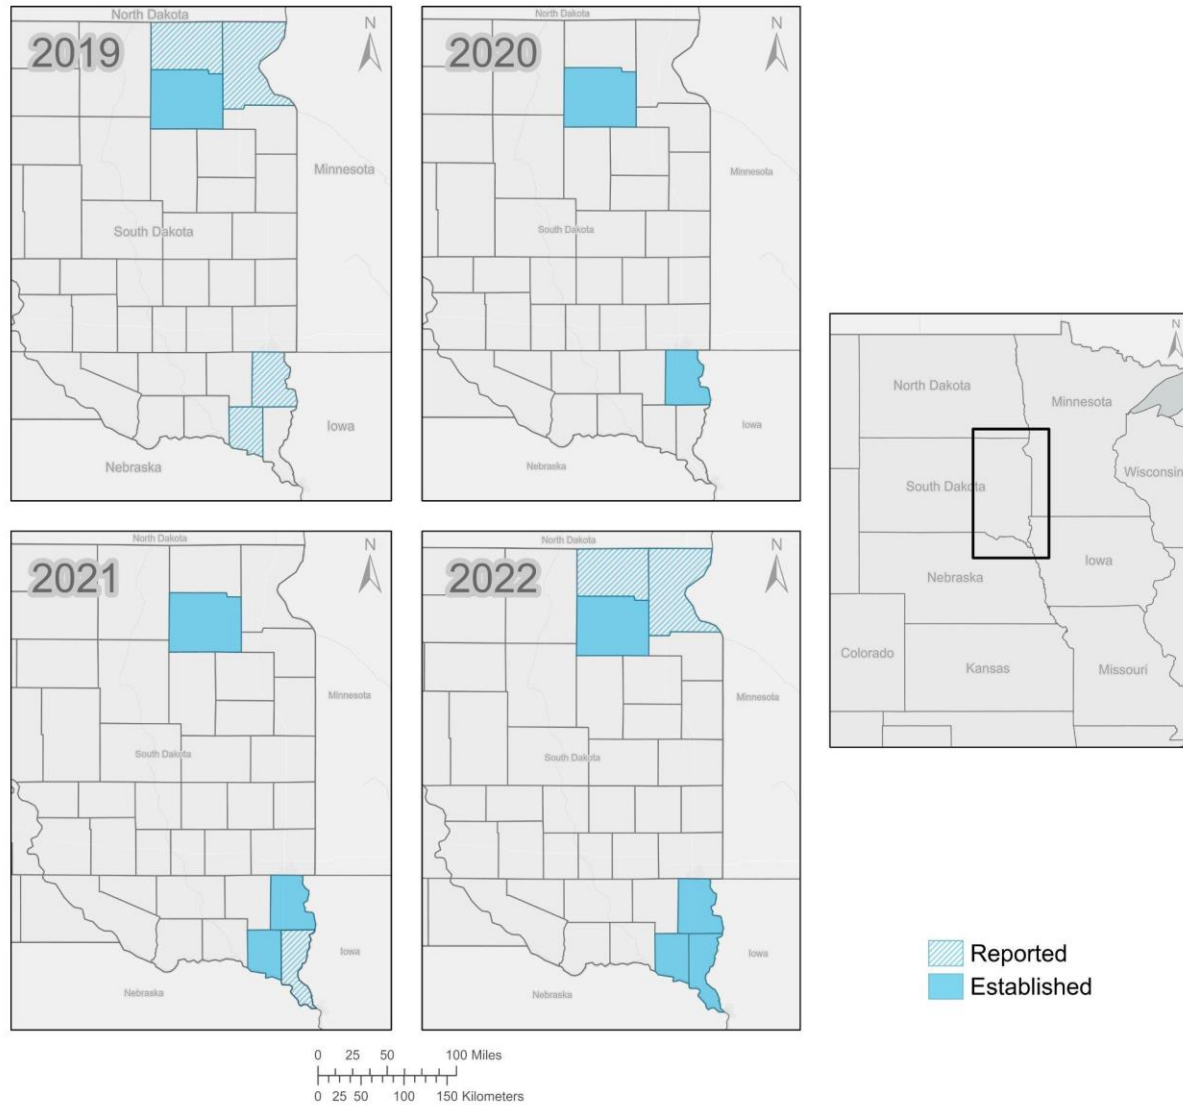 North Dakota
2019
N
Minnesota
South Dakota
Iowa
Nebraska
North Dakota
2020
N
Minnesota
South Dakota
Iowa
Nebraska
North Dakota
2021
N
Minnesota
South Dakota
Iowa
Nebraska
North Dakota
2022
N
Minnesota
South Dakota
Iowa
Nebraska
N
North Dakota
Minnesota
Wisconsin
South Dakota
Iowa
Nebraska
Colorado
Kansas
Missouri
Reported
Established
0 25 50 100 Miles
0 25 50 100 150 Kilometers